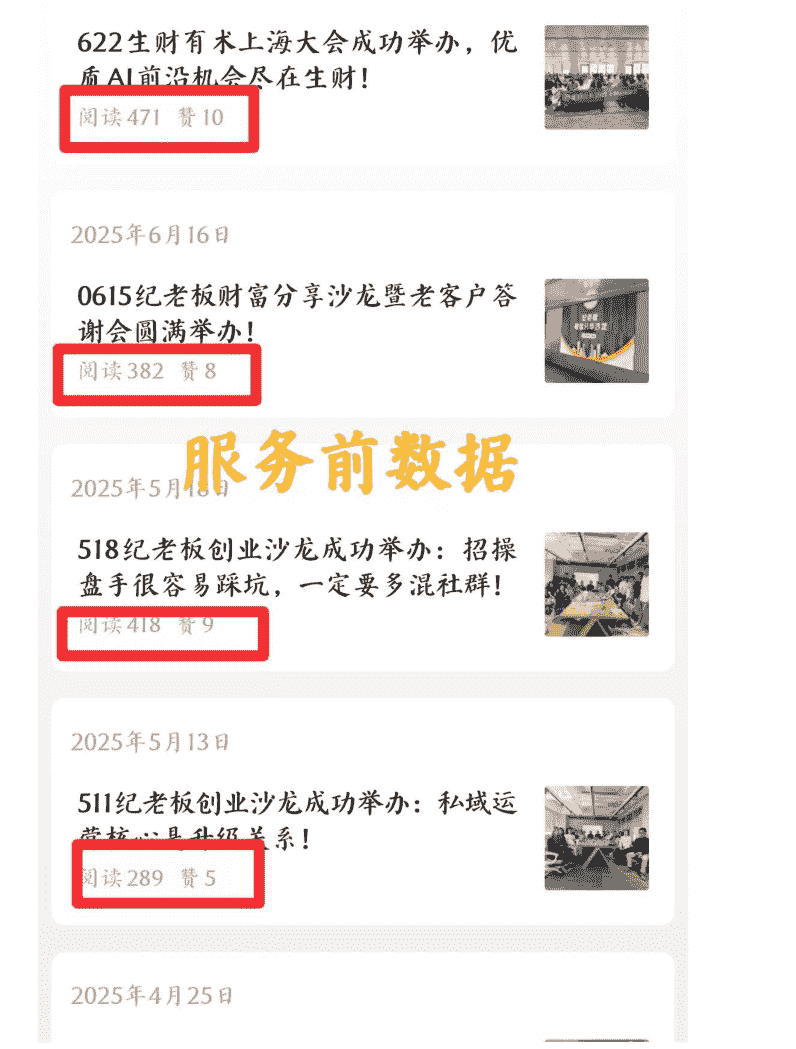 622生财有术上海大会成功举办，优
质AI前沿机会尽在生财！
阅读471 赞10
2025年6月16日
0615纪老板财富分享沙龙暨老客户答
谢会圆满举办！
阅读382 赞8
服务前数据
2025年5月18日
518纪老板创业沙龙成功举办：招操
盘手很容易踩坑，一定要多混社群！
阅读418 赞9
2025年5月13日
511纪老板创业沙龙成功举办：私域运
营核心是升级关系！
阅读289 赞5
2025年4月25日